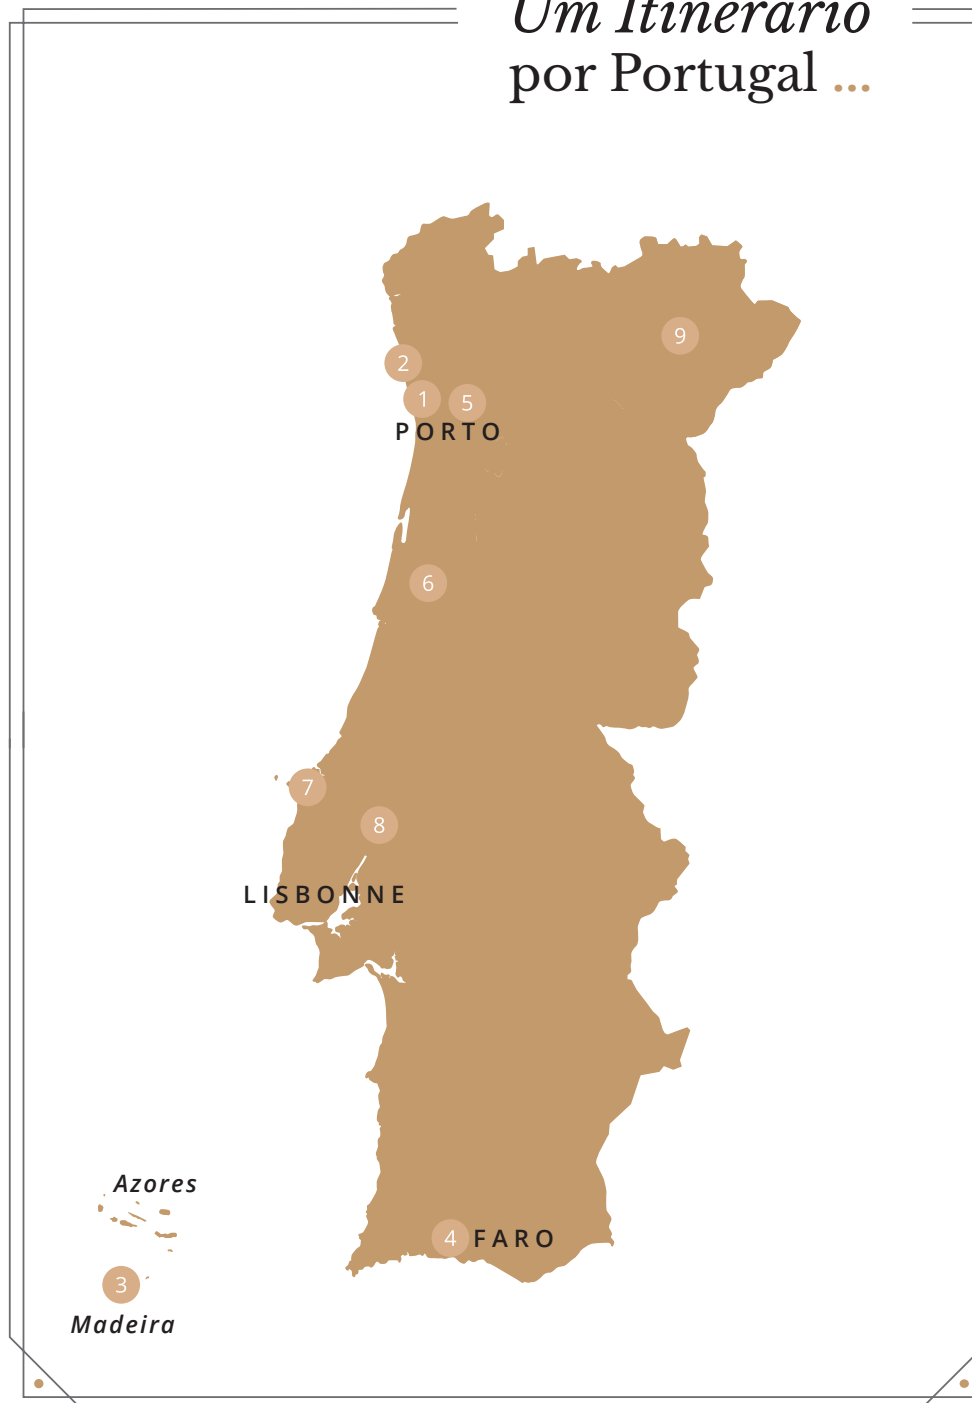 Um Itinerário
por Portugal ...
9
2
1
5
PORTO
6
7
8
LISBONNE
Azores
4 FARO
3
Madeira